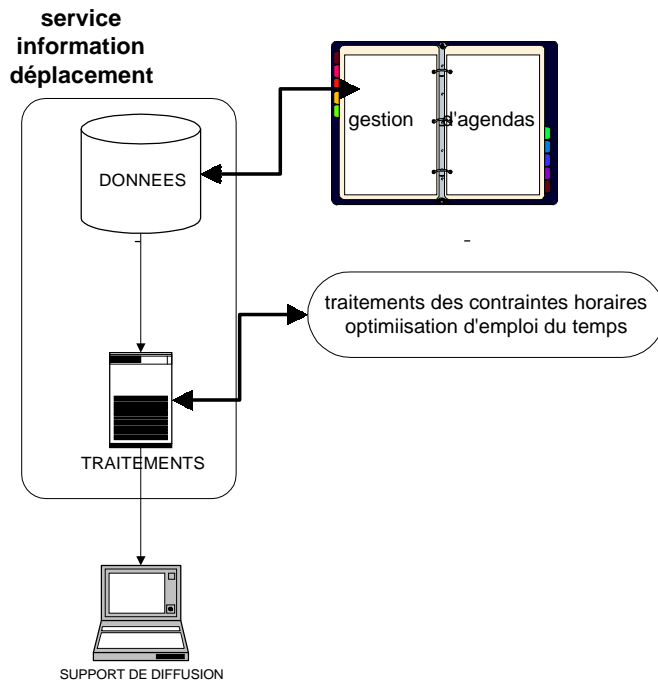 service
information
déplacement
gestion d'agendas
DONNEES
traitements des contraintes horaires
optimiisation d'emploi du temps
TRAITEMENTS
SUPPORT DE DIFFUSION